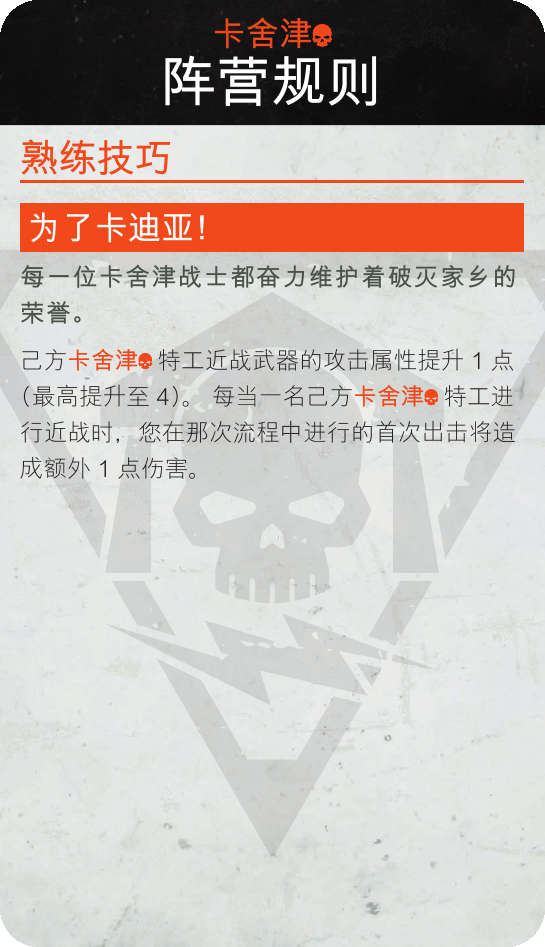 卡舍津
阵营规则
熟练技巧
为了卡迪亚！
每一位卡舍津战士都奋力维护着破灭家乡的
荣誉。
己方卡舍津 特工近战武器的攻击属性提升 1 点
（最高提升至 4）。 每当一名己方卡舍津 特工进
行近战时，您在那次流程中进行的首次出击将造
成额外 1 点伤害。